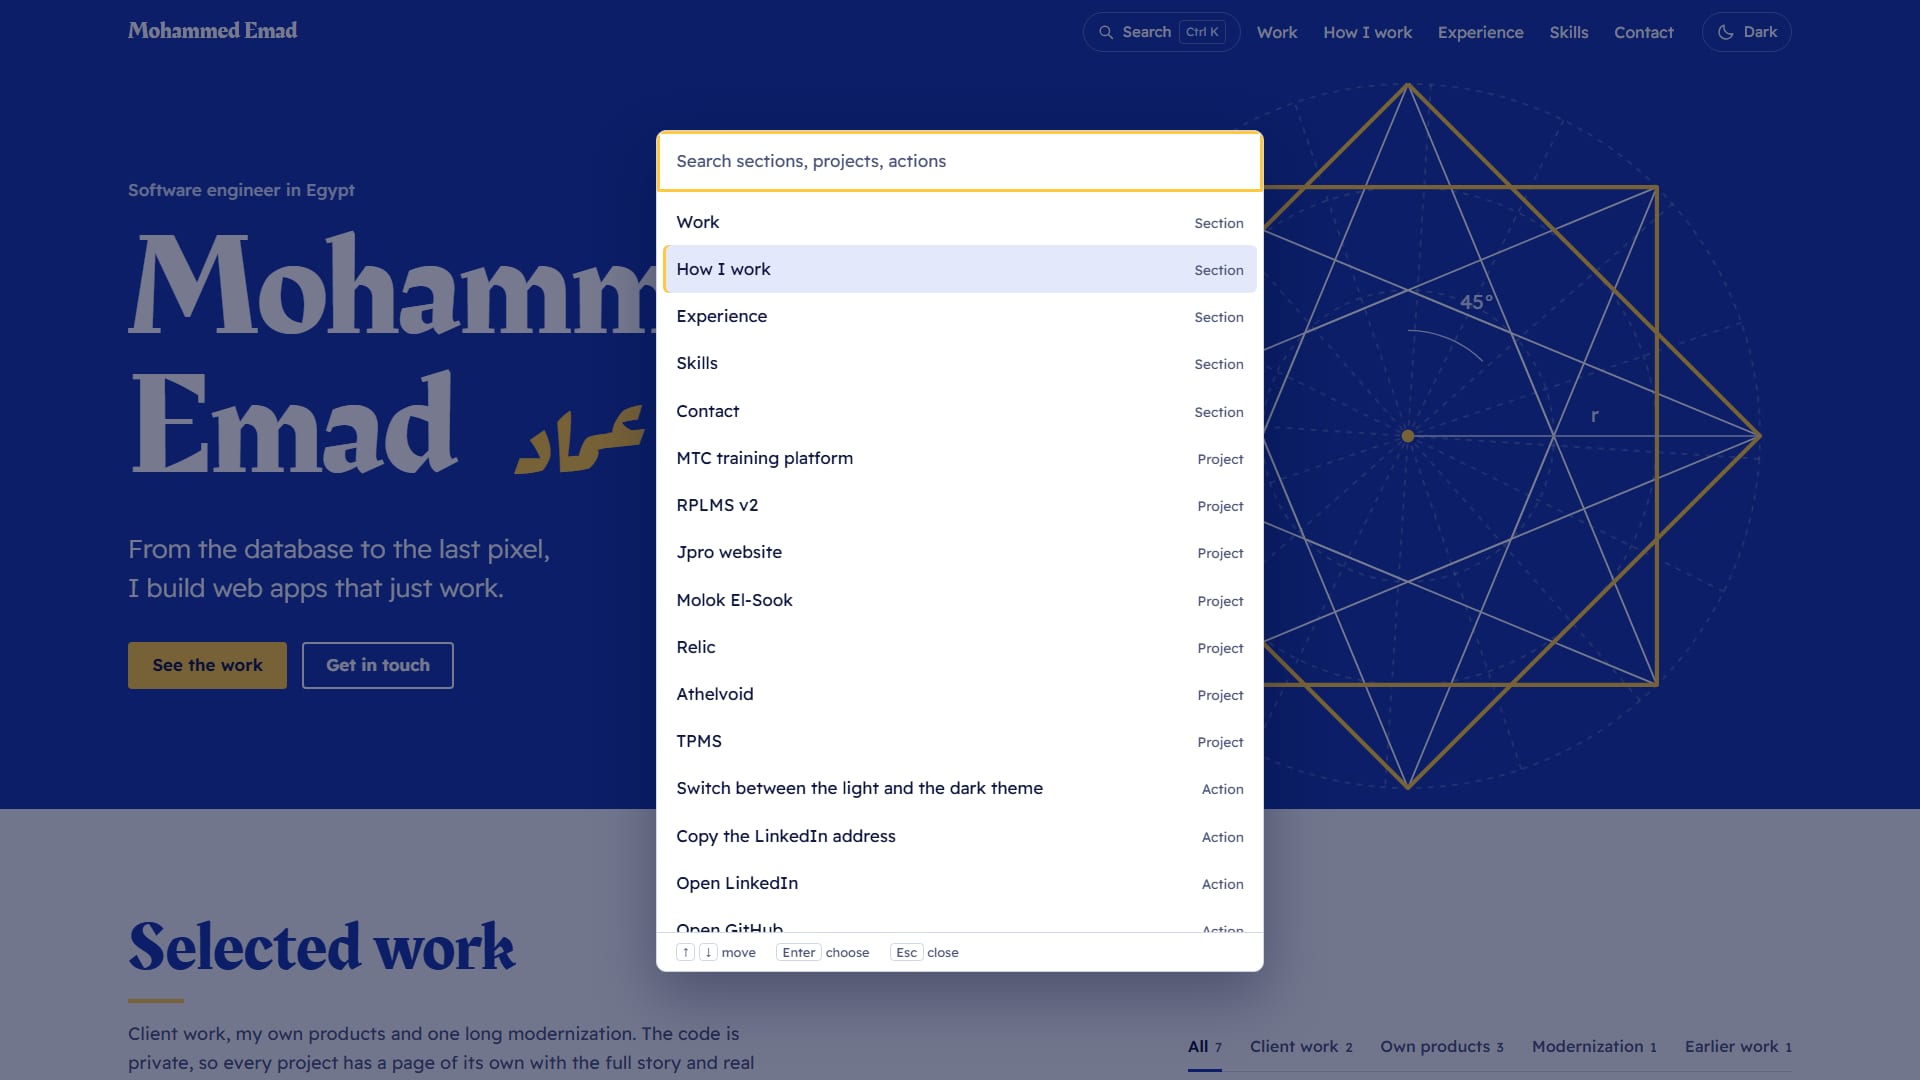 Mohammed Emad
Search Ctrl K Work How I work Experience Skills Contact Dark
Software engineer in Egypt
Emad عماد
From the database to the last pixel,
I build web apps that just work.
See the work Get in touch
45°
r
Search sections, projects, actions
Work Section
How I work Section
Experience Section
Skills Section
Contact Section
MTC training platform Project
RPLMS v2 Project
Jpro website Project
Molok El-Sook Project
Relic Project
Athelvoid Project
TPMS Project
Switch between the light and the dark theme Action
Copy the LinkedIn address Action
Open LinkedIn Action
Open GitHub Action
↑ ↓ move Enter choose Esc close
Selected work
Client work, my own products and one long modernization. The code is
private, so every project has a page of its own with the full story and real
All 7 Client work 2 Own products 3 Modernization 1 Earlier work 1